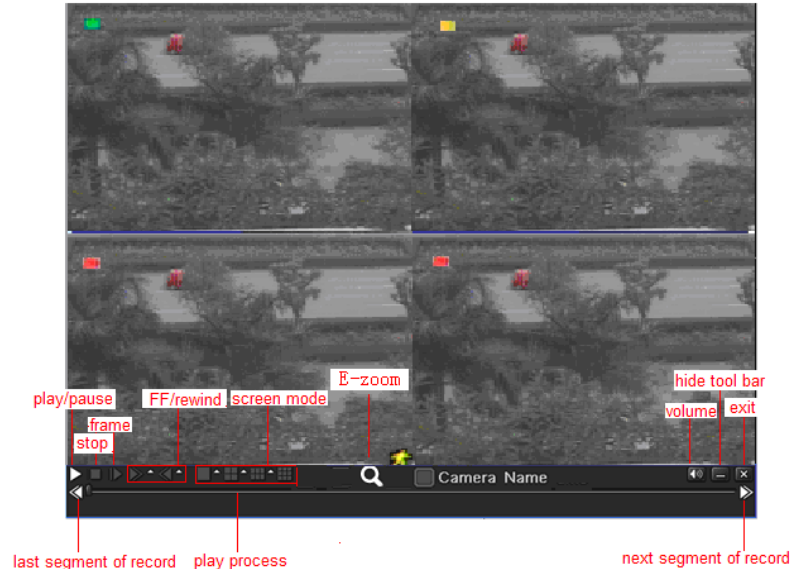 E-zoom
hide tool bar
play/pause
FF/rewind
screen mode
volume
exit
frame
stop
Camera Name
last segment of record
play process
next segment of record